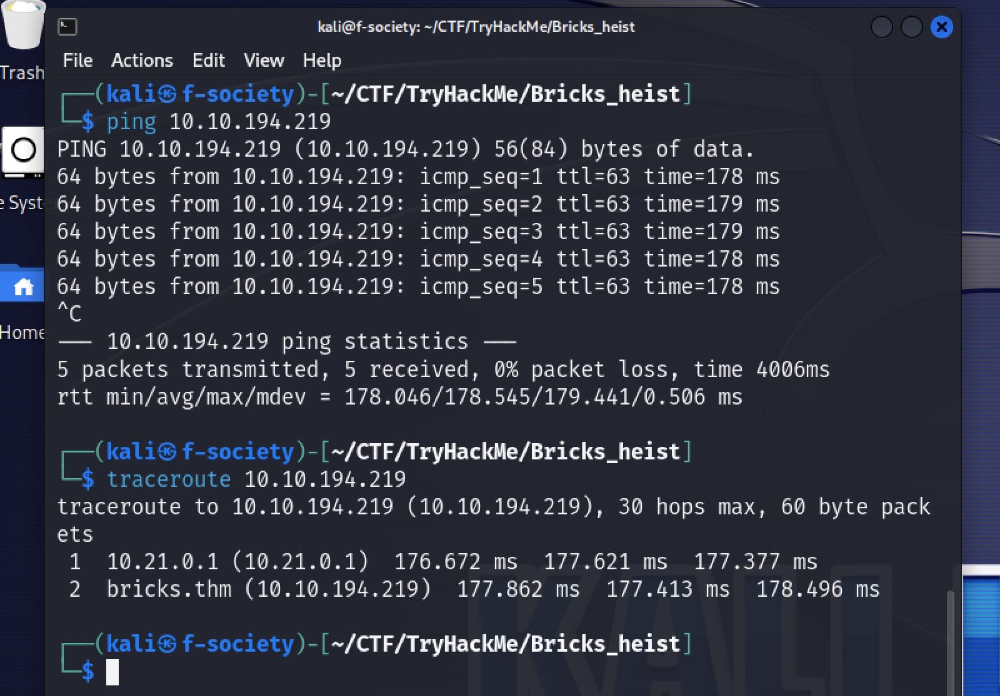 kali@f-society: ~/CTF/TryHackMe/Bricks_heist
File Actions Edit View Help
Trash
e Syste
Home
┌──(kali㉿f-society)-[~/CTF/TryHackMe/Bricks_heist]
└─$ ping 10.10.194.219
PING 10.10.194.219 (10.10.194.219) 56(84) bytes of data.
64 bytes from 10.10.194.219: icmp_seq=1 ttl=63 time=178 ms
64 bytes from 10.10.194.219: icmp_seq=2 ttl=63 time=179 ms
64 bytes from 10.10.194.219: icmp_seq=3 ttl=63 time=179 ms
64 bytes from 10.10.194.219: icmp_seq=4 ttl=63 time=178 ms
64 bytes from 10.10.194.219: icmp_seq=5 ttl=63 time=178 ms
^C
--- 10.10.194.219 ping statistics ---
5 packets transmitted, 5 received, 0% packet loss, time 4006ms
rtt min/avg/max/mdev = 178.046/178.545/179.441/0.506 ms
┌──(kali㉿f-society)-[~/CTF/TryHackMe/Bricks_heist]
└─$ traceroute 10.10.194.219
traceroute to 10.10.194.219 (10.10.194.219), 30 hops max, 60 byte pack
ets
1 10.21.0.1 (10.21.0.1) 176.672 ms 177.621 ms 177.377 ms
2 bricks.thm (10.10.194.219) 177.862 ms 177.413 ms 178.496 ms
┌──(kali㉿f-society)-[~/CTF/TryHackMe/Bricks_heist]
└─$
KALI